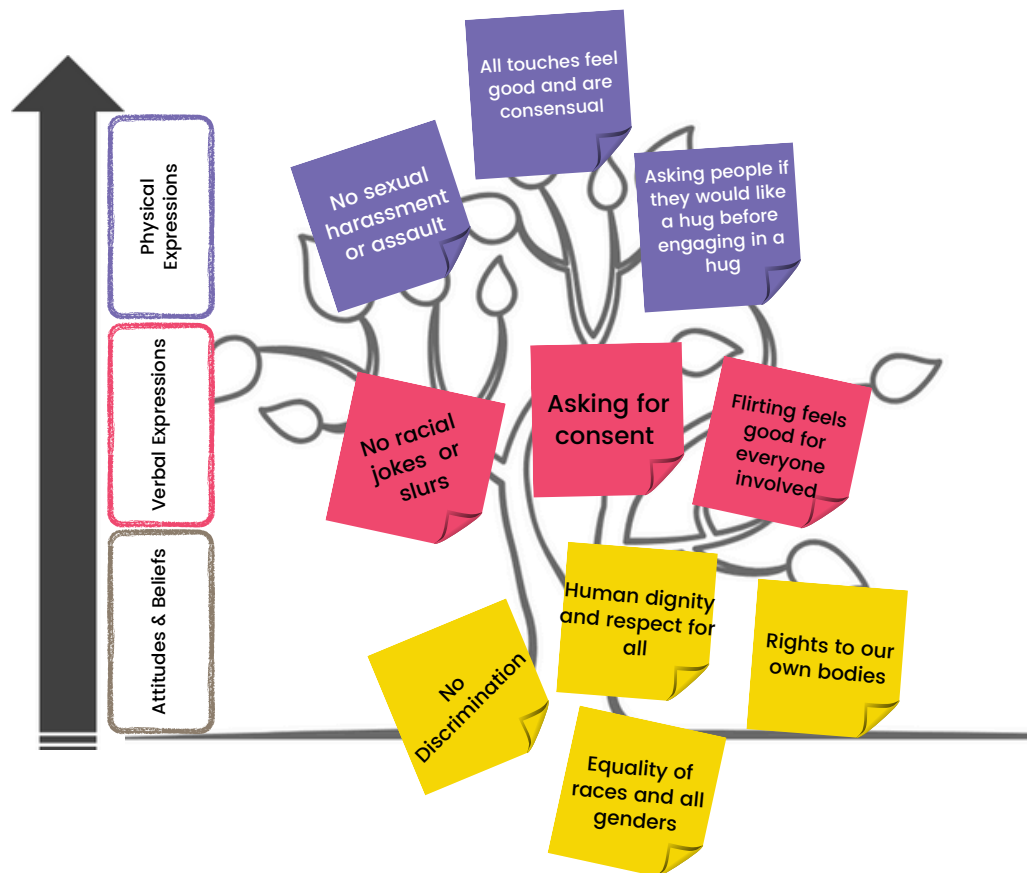 All touches feel
good and are
consensual
No sexual
harassment
or assault
Asking people if
they would like
a hug before
engaging in a
hug
Physical
Expressions
No racial
jokes or
slurs
Asking for
consent
Flirting feels
good for
everyone
involved
Verbal Expressions
Human dignity
and respect for
all
Rights to our
own bodies
No
Discrimination
Equality of
races and all
genders
Attitudes & Beliefs